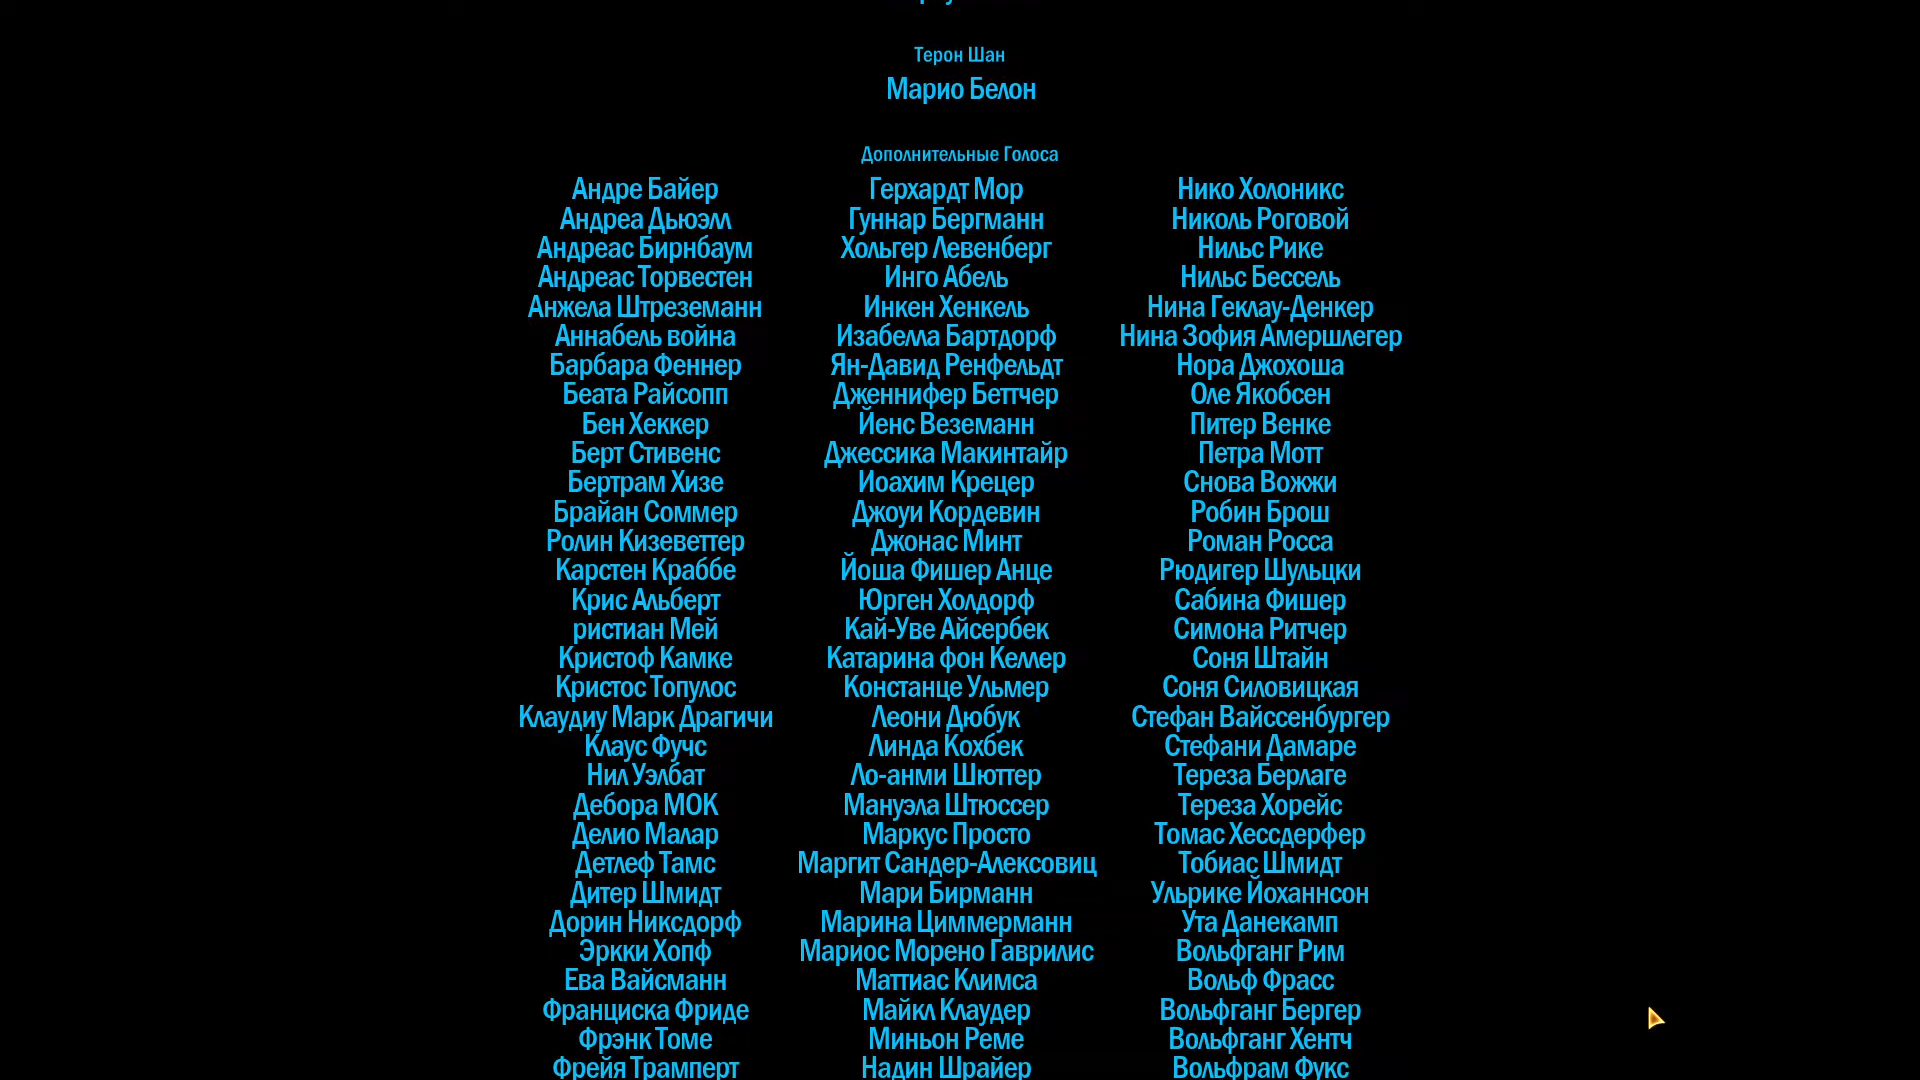 Терон Шан
Марио Белон
Дополнительные Голоса
Андре Байер
Андреа Дьюэлл
Андреас Бирнбаум
Андреас Торвестен
Анжела Штреземанн
Аннабель война
Барбара Феннер
Беата Райсопп
Бен Хеккер
Берт Стивенс
Бертрам Хизе
Брайан Соммер
Ролин Кизеветтер
Карстен Краббе
Крис Альберт
ристиан Мей
Кристоф Камке
Кристос Топулос
Клаудиу Марк Драгичи
Клаус Фучс
Нил Уэлбат
Дебора МОК
Делио Малар
Детлеф Тамс
Дитер Шмидт
Дорин Никсдорф
Эркки Хопф
Ева Вайсманн
Франциска Фриде
Фрэнк Томе
Фрейя Трамперт
Герхардт Мор
Гуннар Бергманн
Хольгер Левенберг
Инго Абель
Инкен Хенкель
Изабелла Бартдорф
Ян-Давид Ренфельдт
Дженнифер Беттчер
Йенс Веземанн
Джессика Макинтайр
Иоахим Крецер
Джоуи Кордевин
Джонас Минт
Йоша Фишер Анце
Юрген Холдорф
Кай-Уве Айсербек
Катарина фон Келлер
Констанце Ульмер
Леони Дюбук
Линда Кохбек
Ло-анми Шюттер
Мануэла Штюссер
Маркус Просто
Маргит Сандер-Алексовиц
Мари Бирманн
Марина Циммерманн
Мариос Морено Гаврилис
Маттиас Климса
Майкл Клаудер
Миньон Реме
Надин Шрайер
Нико Холоникс
Николь Роговой
Нильс Рике
Нильс Бессель
Нина Геклау-Денкер
Нина Зофия Амершлегер
Нора Джохоша
Оле Якобсен
Питер Венке
Петра Мотт
Снова Вожжи
Робин Брош
Роман Росса
Рюдигер Шульцки
Сабина Фишер
Симона Ритчер
Соня Штайн
Соня Силовицкая
Стефан Вайссенбургер
Стефани Дамаре
Тереза Берлаге
Тереза Хорейс
Томас Хессдерфер
Тобиас Шмидт
Ульрике Йоханнсон
Ута Данекамп
Вольфганг Рим
Вольф Фрасс
Вольфганг Бергер
Вольфганг Хентч
Вольфрам Фукс